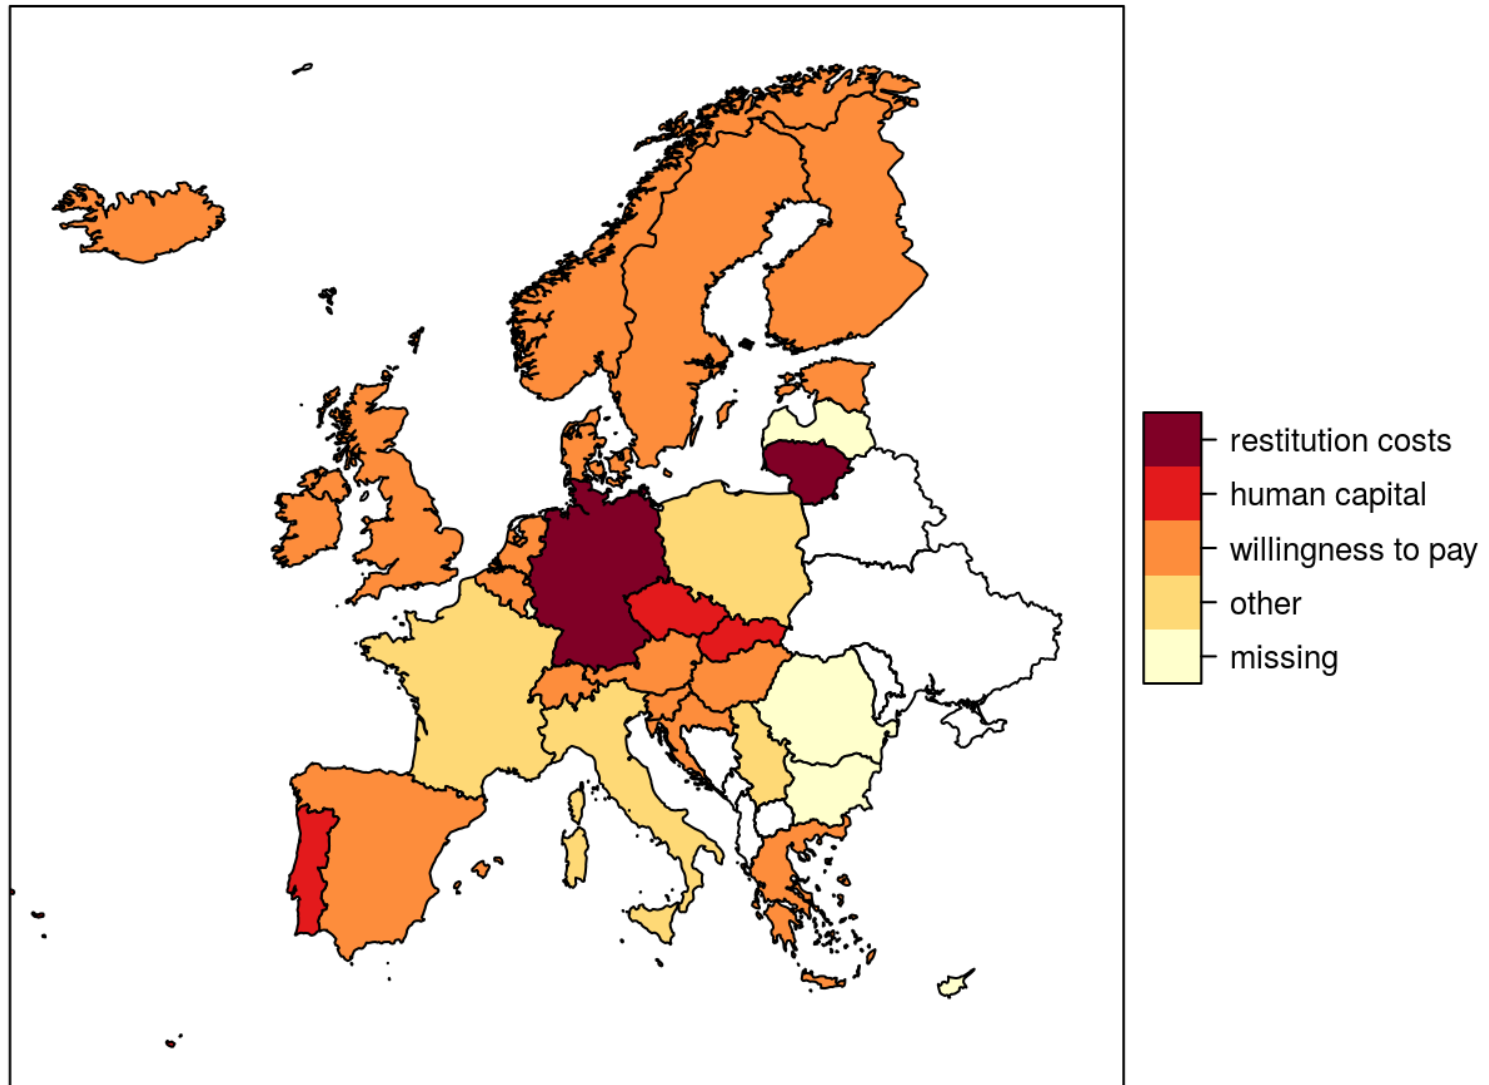 restitution costs
human capital
willingness to pay
other
missing